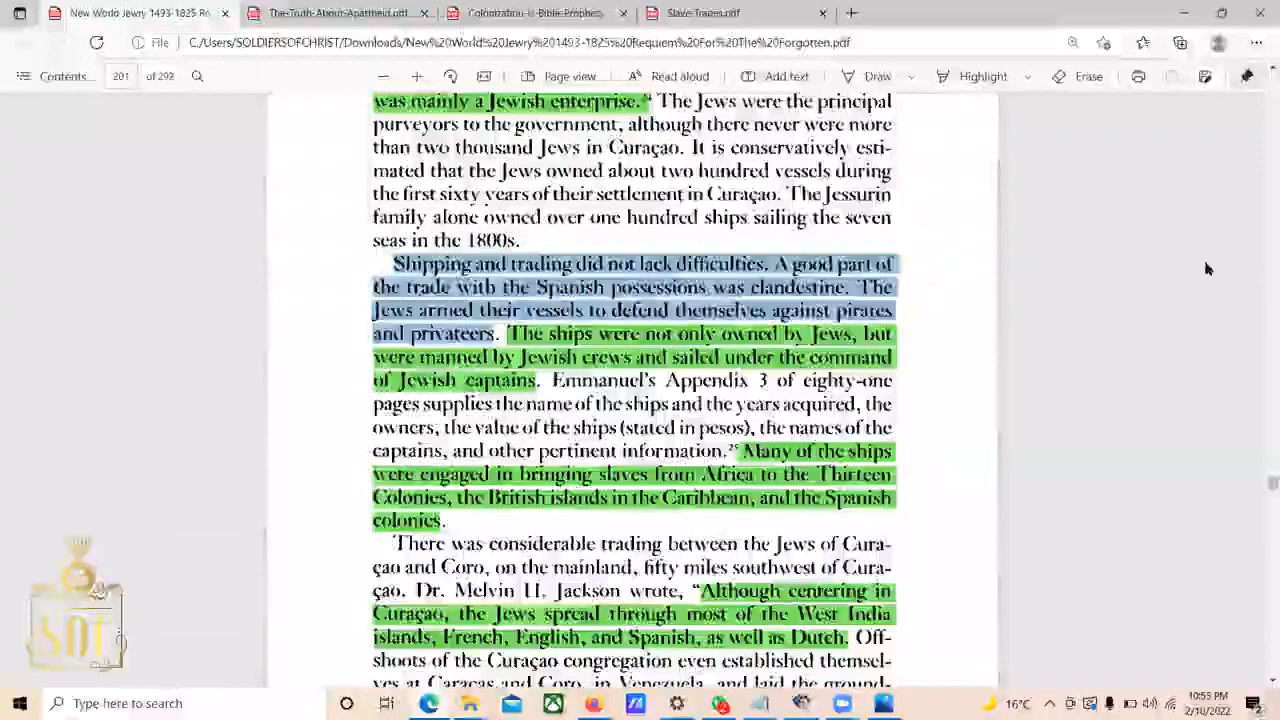 New World Jewry 1493-1825 Re
The-Truth-About-Apartheid.pdf
Colonization-U-Bible-Prophec
Slave Trades.pdf
File
C:/Users/SOLDIERSOFCHRIST/Downloads/New%20World%20Jewry%201493-1825%20Requiem%20For%20The%20Forgotten.pdf
Contents
201
of 292
Page view
Read aloud
Add text
Draw
Highlight
Erase
was mainly a Jewish enterprise." The Jews were the principal
purveyors to the government, although there never were more
than two thousand Jews in Curaçao. It is conservatively esti-
mated that the Jews owned about two hundred vessels during
the first sixty years of their settlement in Curaçao. The Jessurin
family alone owned over one hundred ships sailing the seven
seas in the 1800s.
Shipping and trading did not lack difficulties. A good part of
the trade with the Spanish possessions was clandestine. The
Jews armed their vessels to defend themselves against pirates
and privateers. The ships were not only owned by Jews, but
were manned by Jewish crews and sailed under the command
of Jewish captains. Emmanuel's Appendix 3 of eighty-one
pages supplies the name of the ships and the years acquired, the
owners, the value of the ships (stated in pesos), the names of the
captains, and other pertinent information. Many of the ships
were engaged in bringing slaves from Africa to the Thirteen
Colonies, the British islands in the Caribbean, and the Spanish
colonies.
There was considerable trading between the Jews of Cura-
çao and Coro, on the mainland, fifty miles southwest of Cura-
çao. Dr. Melvin H. Jackson wrote, "Although centering in
Curaçao, the Jews spread through most of the West India
islands, French, English, and Spanish, as well as Dutch. Off-
shoots of the Curaçao congregation even established themsel-
ves at Caracas and Coro, in Venezuela, and laid the ground-
Type here to search
16°C
10:53 PM
2/10/2022